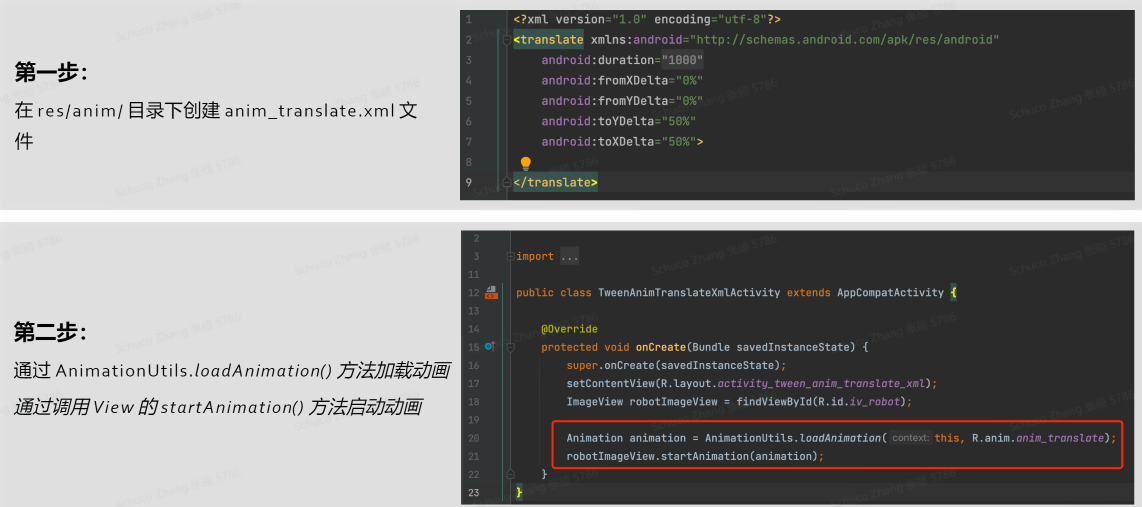 第一步：
在 res/anim/ 目录下创建 anim_translate.xml 文
件
1 <?xml version="1.0" encoding="utf-8"?>
2 <translate xmlns:android="http://schemas.android.com/apk/res/android"
3 android:duration="1000"
4 android:fromXDelta="0%"
5 android:fromYDelta="0%"
6 android:toYDelta="50%"
7 android:toXDelta="50%">
8
9 </translate>
第二步：
通过 AnimationUtils.loadAnimation() 方法加载动画
通过调用 View 的 startAnimation() 方法启动动画
2
3 import ...
11
12 public class TweenAnimTranslateXmlActivity extends AppCompatActivity {
13
14 @Override
15 protected void onCreate(Bundle savedInstanceState) {
16 super.onCreate(savedInstanceState);
17 setContentView(R.layout.activity_tween_anim_translate_xml);
18 ImageView robotImageView = findViewById(R.id.iv_robot);
19
20 Animation animation = AnimationUtils.loadAnimation( context: this, R.anim.anim_translate);
21 robotImageView.startAnimation(animation);
22 }
23 }